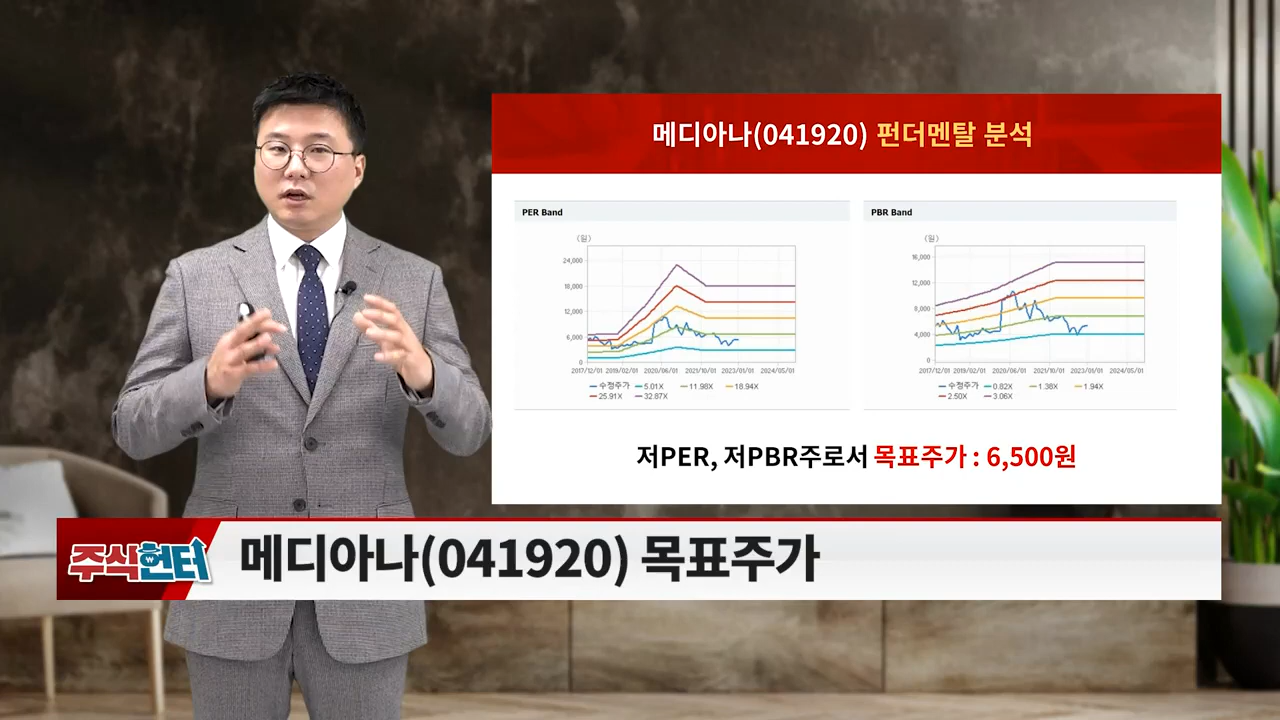 메디아나(041920) 펀더멘탈 분석
PER Band
(원)
24,000
18,000
12,000
6,000
0
2017/12/01 2019/02/01 2020/06/01 2021/10/01 2023/01/01 2024/05/01
수정주가 5.01X 11.98X 18.94X
25.91X 32.87X
PBR Band
(원)
16,000
12,000
8,000
4,000
0
2017/12/01 2019/02/01 2020/06/01 2021/10/01 2023/01/01 2024/05/01
수정주가 0.82X 1.38X 1.94X
2.50X 3.06X
저PER, 저PBR주로서 목표주가 : 6,500원
주식헌터 메디아나(041920) 목표주가